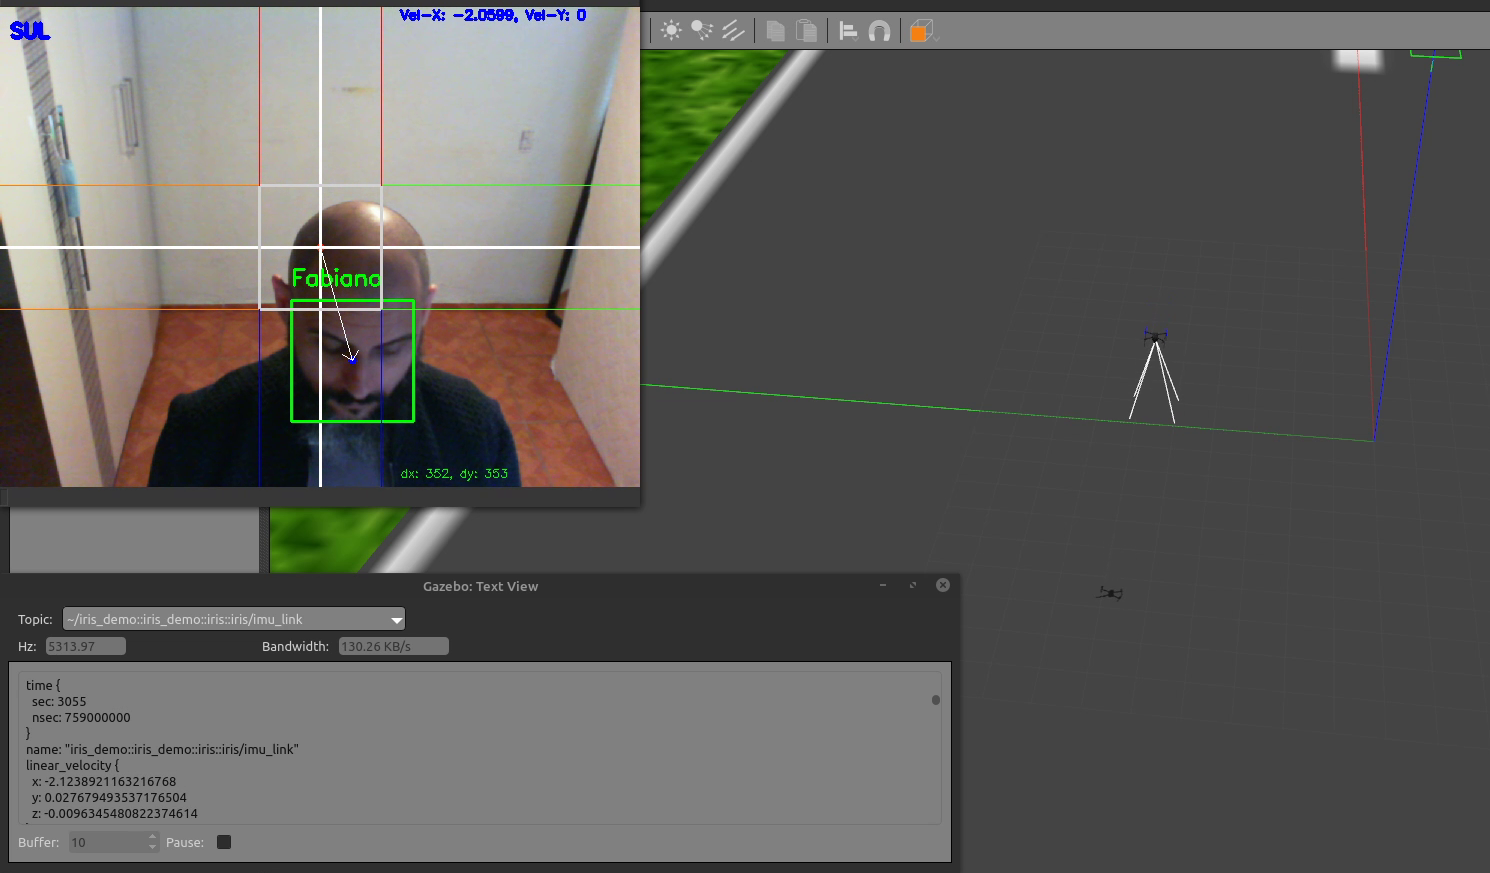 SUL
Vel-X: -2.0599, Vel-Y: 0
Fabiano
dx: 352, dy: 353
Gazebo: Text View
Topic: ~/iris_demo::iris_demo::iris::iris/imu_link
Hz: 5313.97 Bandwidth: 130.26 KB/s
time {
sec: 3055
nsec: 759000000
}
name: "iris_demo::iris_demo::iris::iris/imu_link"
linear_velocity {
x: -2.1238921163216768
y: 0.027679493537176504
z: -0.0096345480822374614
Buffer: 10 Pause: